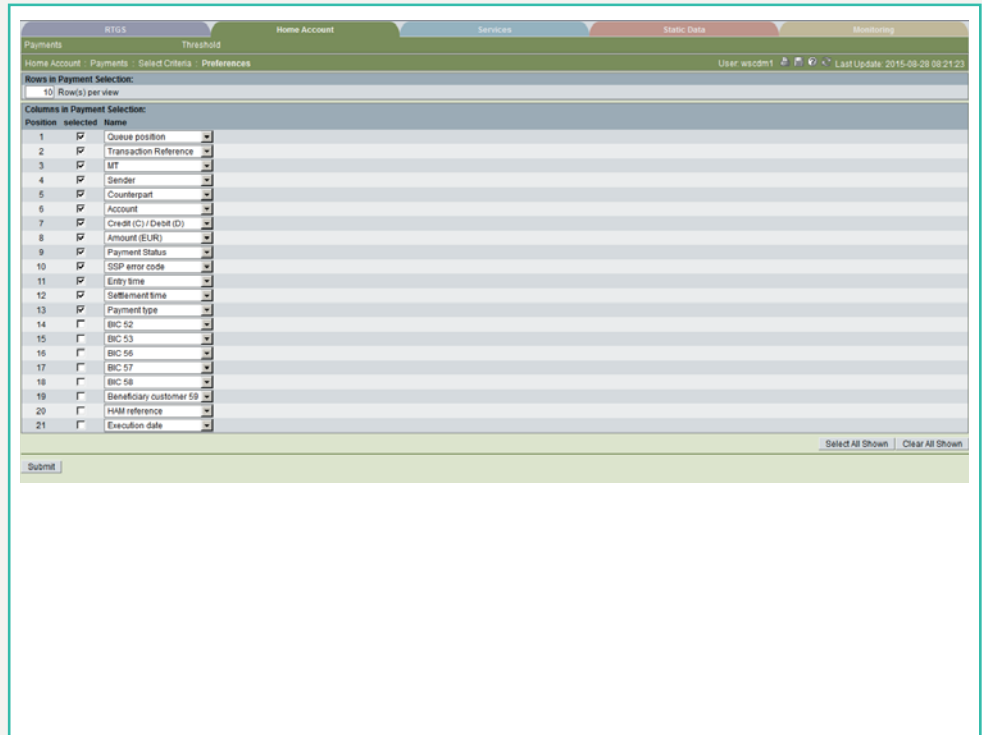 RTGS Home Account Services Static Data Monitoring
Payments Threshold
Home Account : Payments : Select Criteria : Preferences User: wscdm1 Last Update: 2015-08-28 08:21:23
Rows in Payment Selection:
10 Row(s) per view
Columns in Payment Selection:
Position selected Name
1 Queue position
2 Transaction Reference
3 MT
4 Sender
5 Counterpart
6 Account
7 Credit (C) / Debit (D)
8 Amount (EUR)
9 Payment Status
10 SSP error code
11 Entry time
12 Settlement time
13 Payment type
14 BIC 52
15 BIC 53
16 BIC 56
17 BIC 57
18 BIC 58
19 Beneficiary customer 59
20 HAM reference
21 Execution date
Select All Shown Clear All Shown
Submit